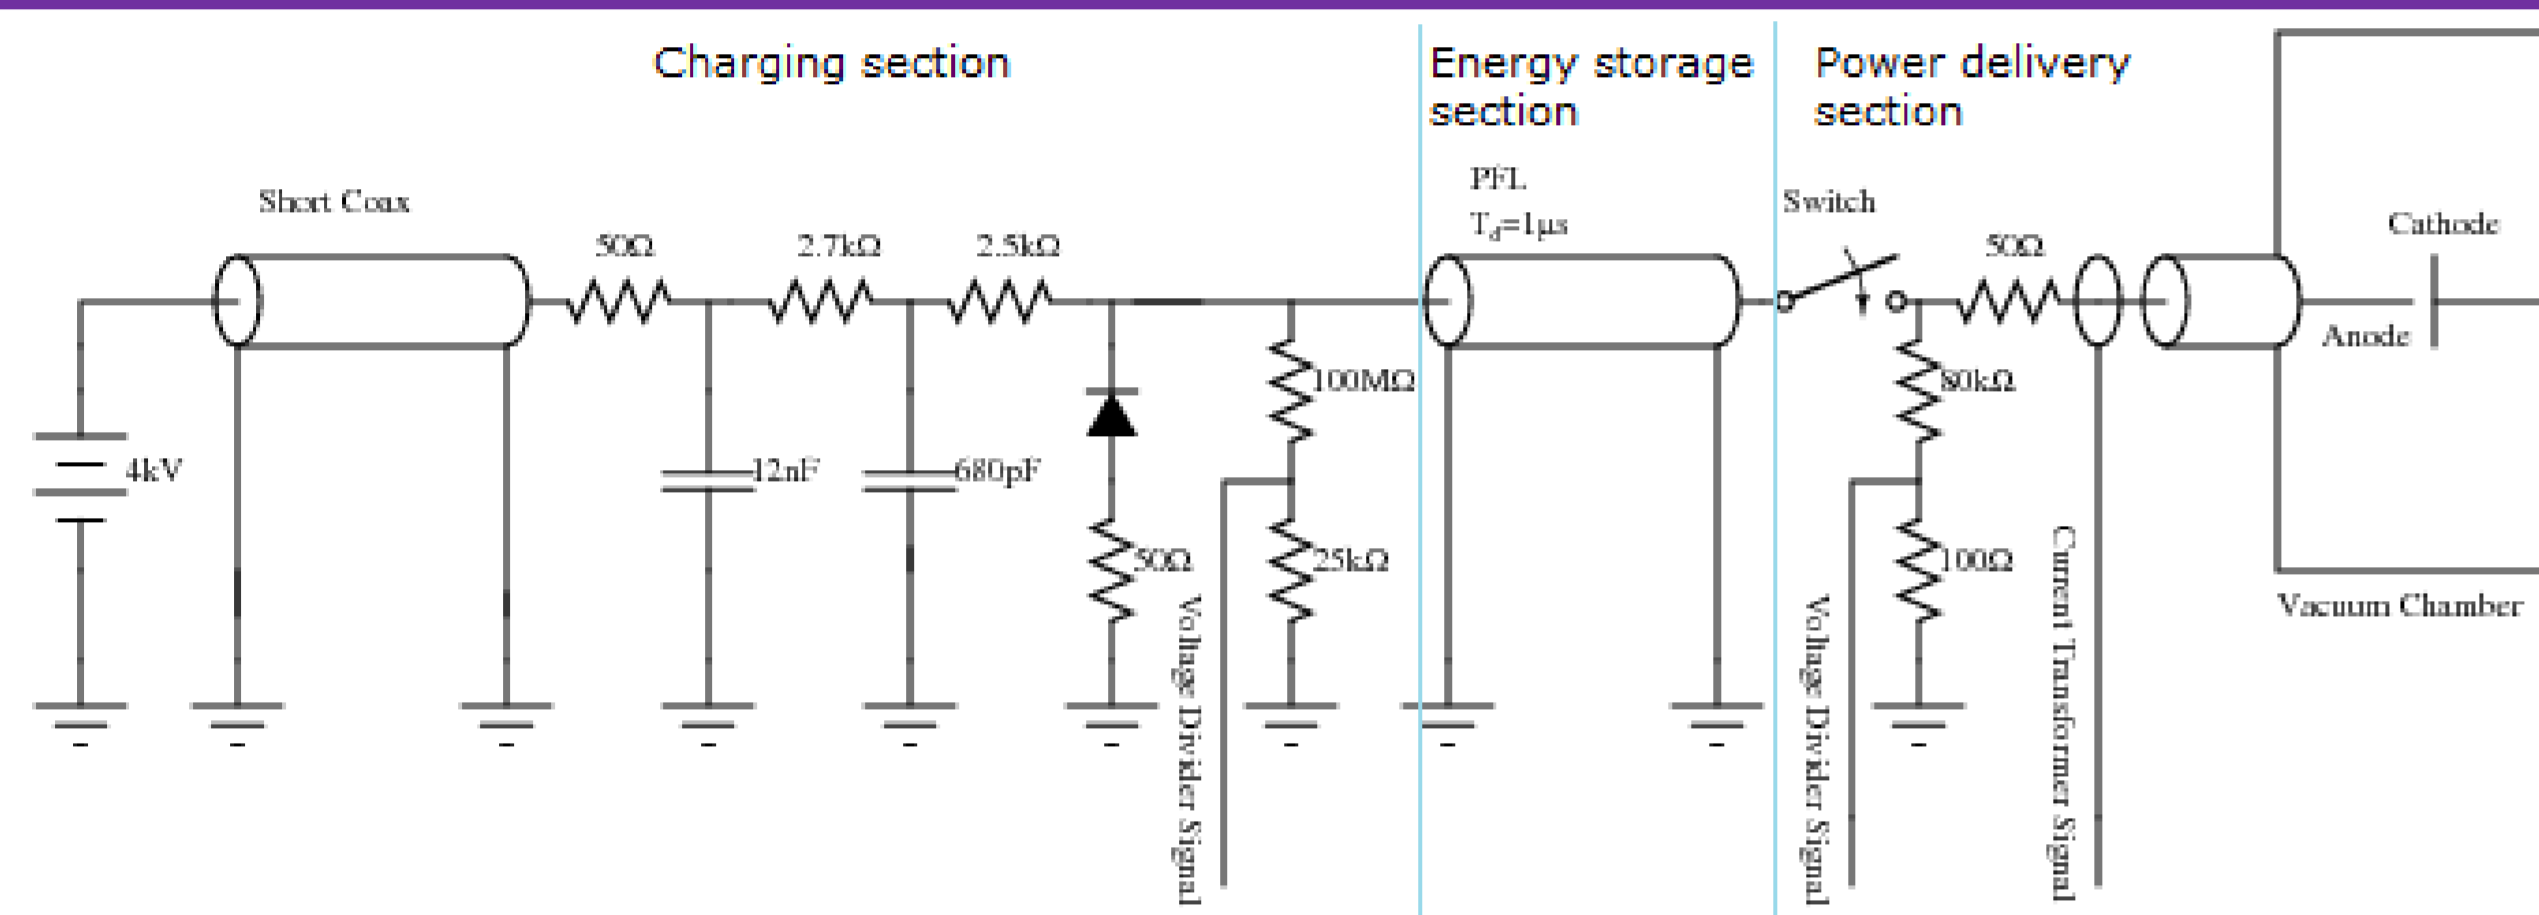 Charging section
Energy storage
section
Power delivery
section
Short Coax
50Ω
2.7kΩ
2.5kΩ
PFL
Td=1μs
Switch
50Ω
Cathode
Anode
4kV
12nF
680pF
50Ω
100MΩ
25kΩ
Voltage Divider Signal
80kΩ
100Ω
Voltage Divider Signal
Current Transformer Signal
Vacuum Chamber